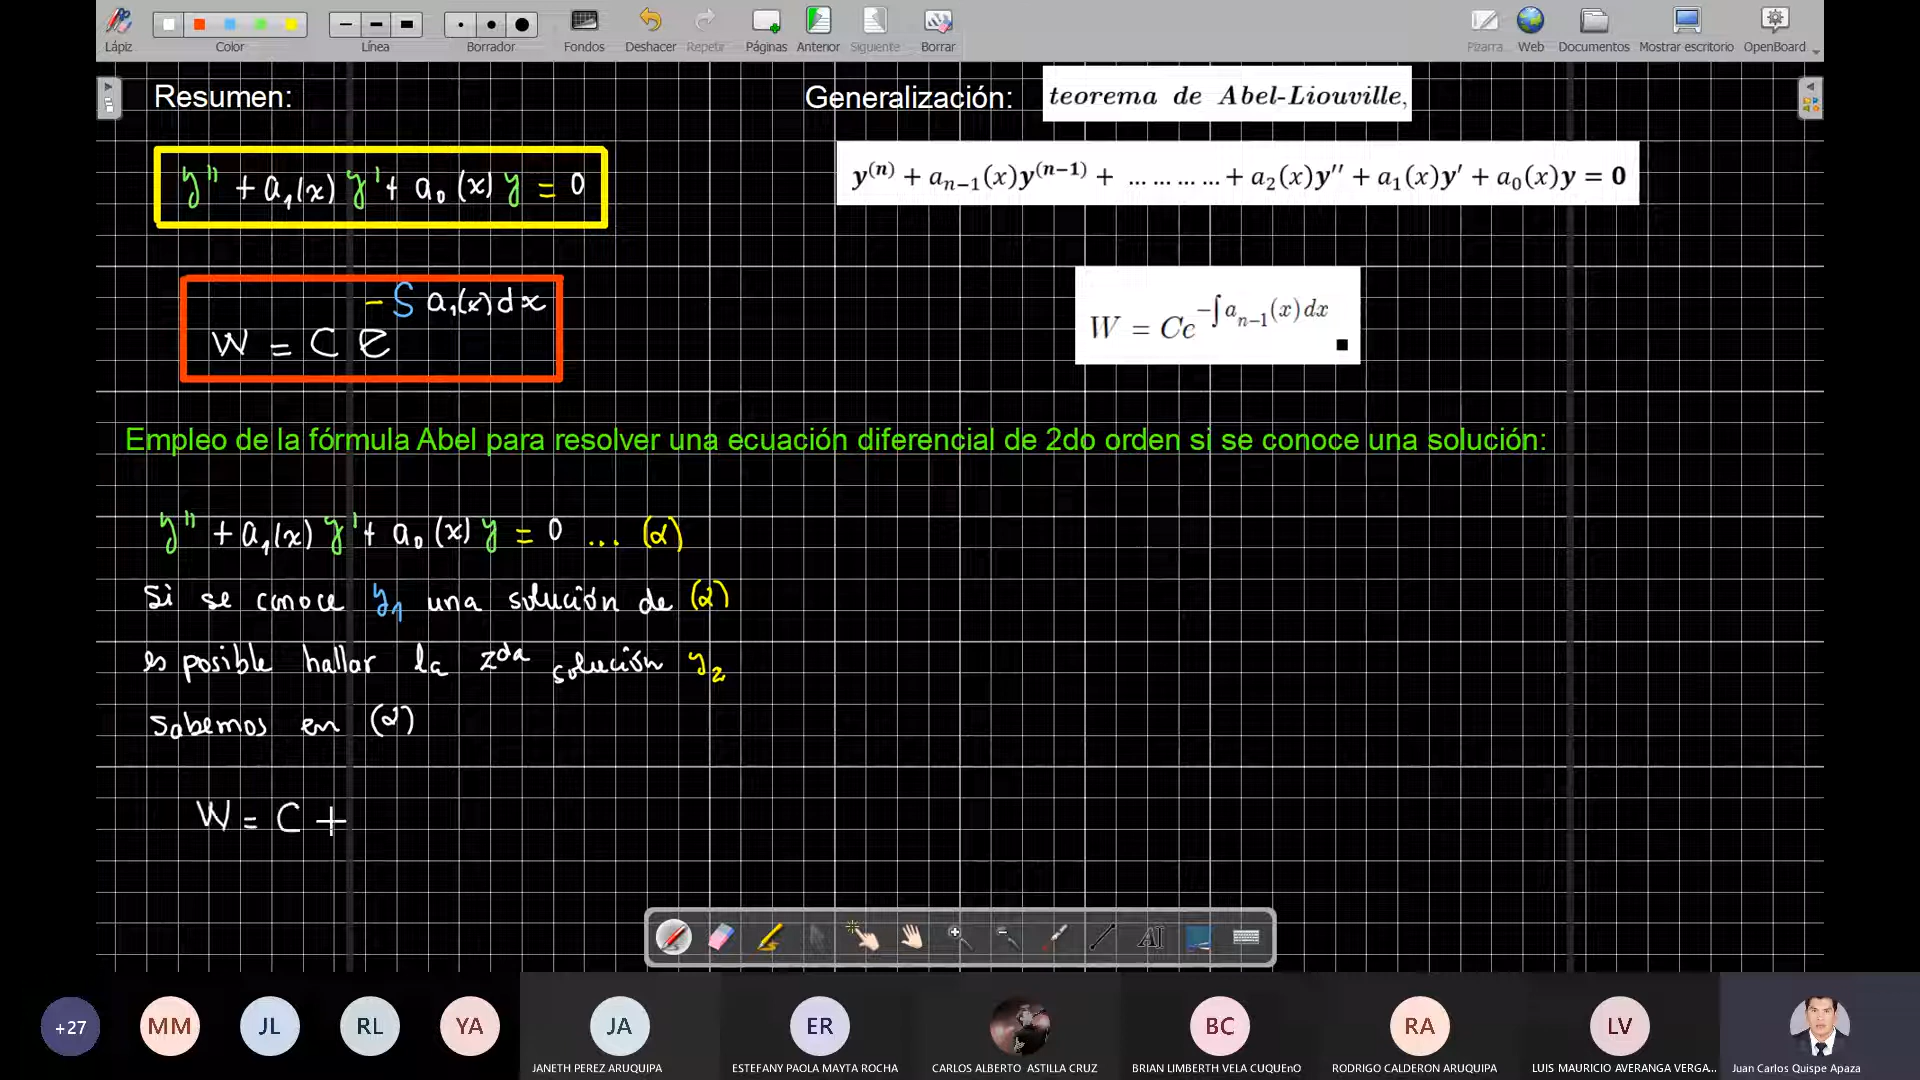 Lápiz Color Línea Borrador Fondos Deshacer Repetir Páginas Anterior Siguiente Borrar Pizarra Web Documentos Mostrar escritorio OpenBoard
Resumen:
Generalización: teorema de Abel-Liouville,
y'' + a₁(x) y' + a₀(x) y = 0
y⁽ⁿ⁾ + aₙ₋₁(x)y⁽ⁿ⁻¹⁾ + ... ... ... ... + a₂(x)y'' + a₁(x)y' + a₀(x)y = 0
W = C e^{-∫ a₁(x) dx}
W = Ce^{-∫aₙ₋₁(x)dx} ■
Empleo de la fórmula Abel para resolver una ecuación diferencial de 2do orden si se conoce una solución:
y'' + a₁(x) y' + a₀(x) y = 0 ... (α)
Si se conoce y₁ una solución de (α)
es posible hallar la 2da solución y₂
Sabemos en (α)
W = C
+27 MM JL RL YA JA ER BC RA LV
JANETH PEREZ ARUQUIPA
ESTEFANY PAOLA MAYTA ROCHA
CARLOS ALBERTO ASTILLA CRUZ
BRIAN LIMBERTH VELA CUQUEñO
RODRIGO CALDERON ARUQUIPA
LUIS MAURICIO AVERANGA VERGA...
Juan Carlos Quispe Apaza